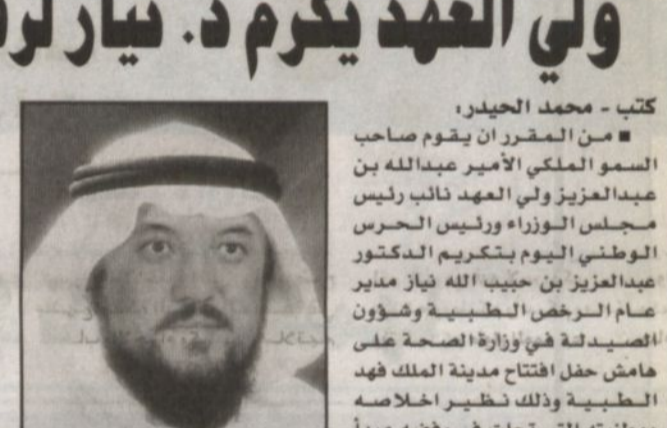 ولي العهد يكرم د. نياز
كتب - محمد الحيدر:
■ من المقرر ان يقوم صاحب
السمو الملكي الأمير عبدالله بن
عبدالعزيز ولي العهد نائب رئيس
مجلس الوزراء ورئيس الحرس
الوطني اليوم بتكريم الدكتور
عبدالعزيز بن حبيب الله نياز مدير
عام الرخص الطبية وشؤون
الصيدلة في وزارة الصحة على
هامش حفل افتتاح مدينة الملك فهد
الطبية وذلك نظير اخلاصه